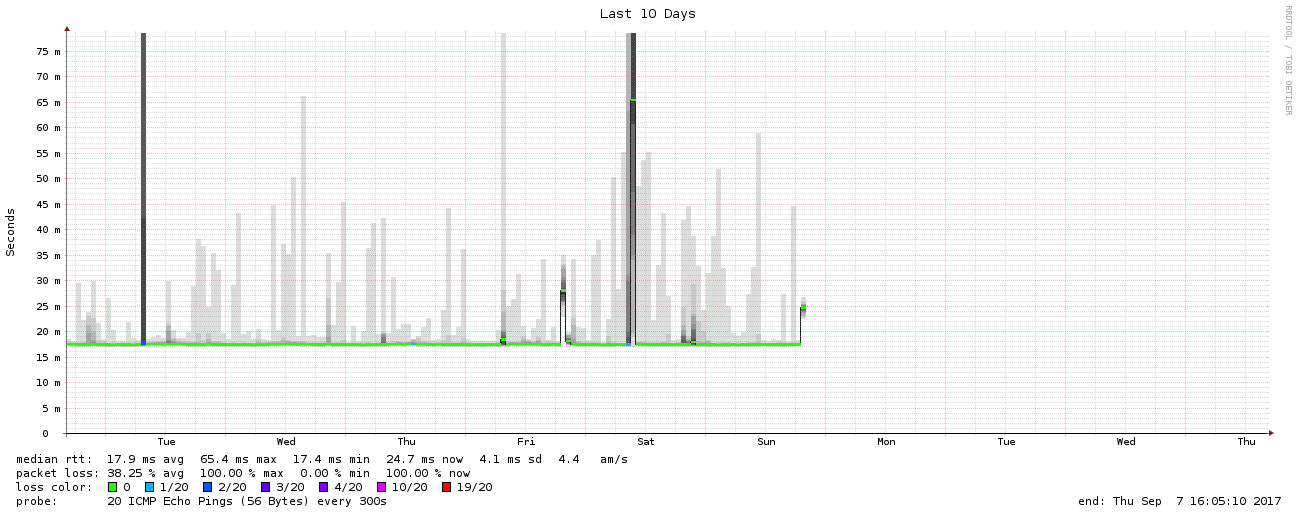 Last 10 Days
RRDTOOL / TOBI OETIKER
Seconds
75 m
70 m
65 m
60 m
55 m
50 m
45 m
40 m
35 m
30 m
25 m
20 m
15 m
10 m
5 m
0
Tue Wed Thu Fri Sat Sun Mon Tue Wed Thu
median rtt: 17.9 ms avg 65.4 ms max 17.4 ms min 24.7 ms now 4.1 ms sd 4.4 am/s
packet loss: 38.25 % avg 100.00 % max 0.00 % min 100.00 % now
loss color: 0 1/20 2/20 3/20 4/20 10/20 19/20
probe: 20 ICMP Echo Pings (56 Bytes) every 300s end: Thu Sep 7 16:05:10 2017